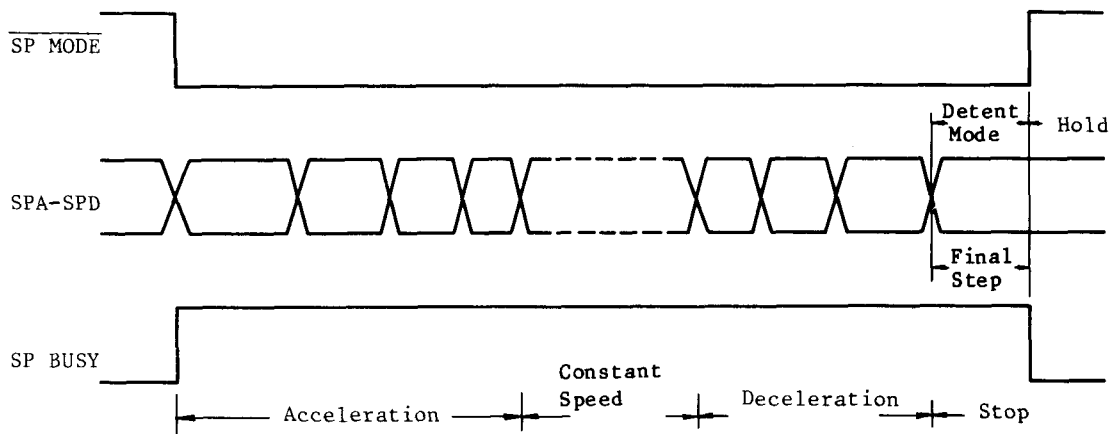 SP MODE
Detent
Mode
Hold
SPA-SPD
Final
Step
SP BUSY
Acceleration
Constant
Speed
Deceleration
Stop